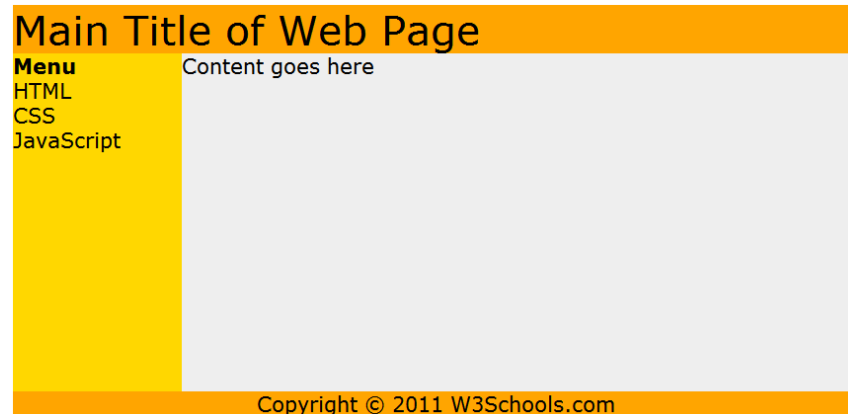 Main Title of Web Page
Menu
HTML
CSS
JavaScript
Content goes here
Copyright © 2011 W3Schools.com